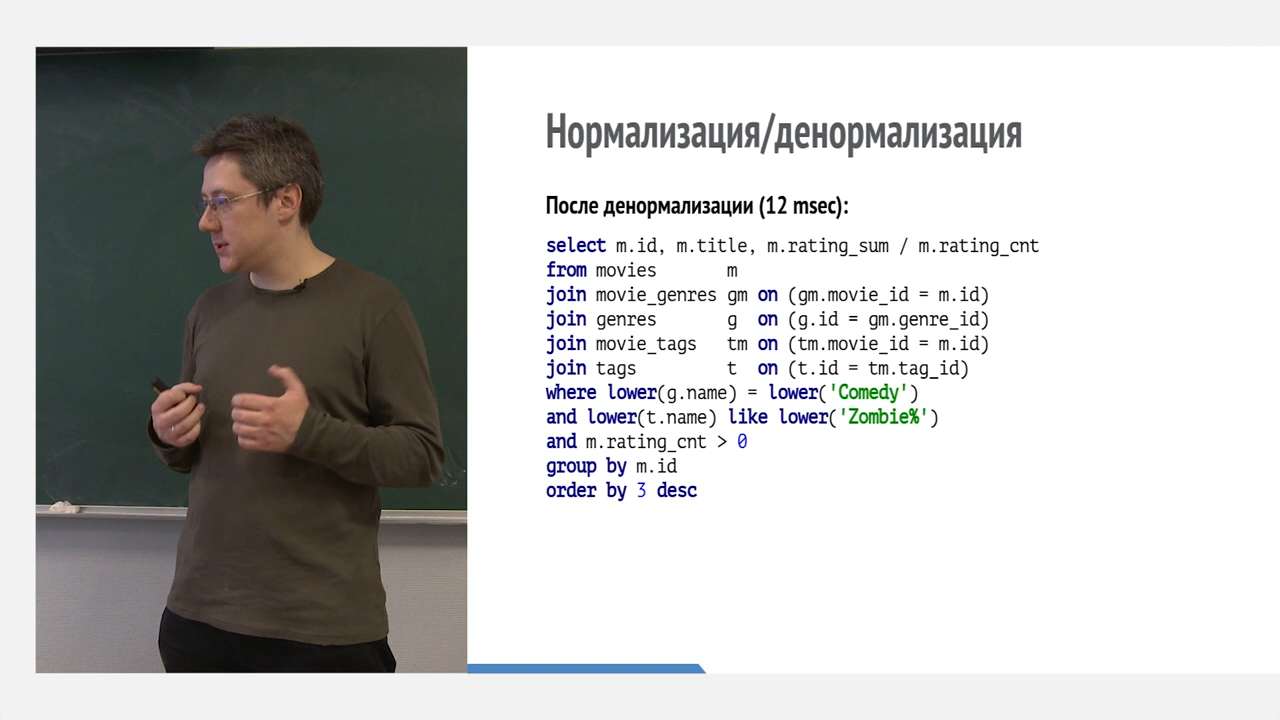 Нормализация/денормализация
После денормализации (12 msec):
select m.id, m.title, m.rating_sum / m.rating_cnt
from movies m
join movie_genres gm on (gm.movie_id = m.id)
join genres g on (g.id = gm.genre_id)
join movie_tags tm on (tm.movie_id = m.id)
join tags t on (t.id = tm.tag_id)
where lower(g.name) = lower('Comedy')
and lower(t.name) like lower('Zombie%')
and m.rating_cnt > 0
group by m.id
order by 3 desc